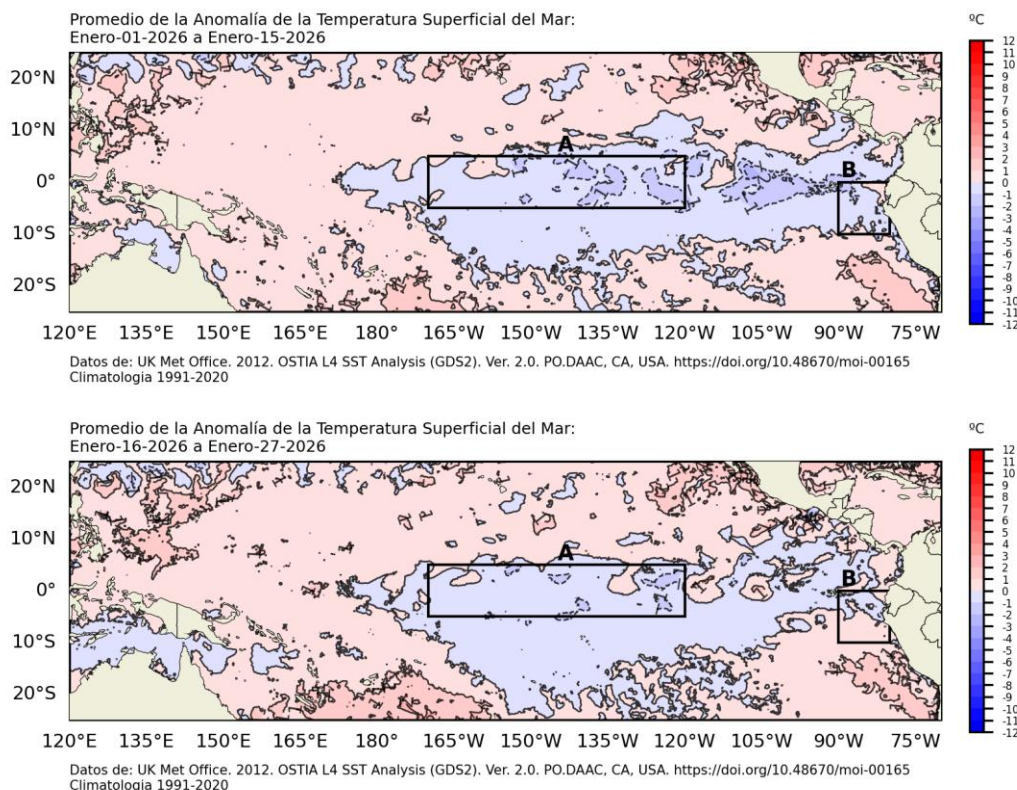 Promedio de la Anomalía de la Temperatura Superficial del Mar:
Enero-01-2026 a Enero-15-2026
ºC
12
11
10
9
8
7
6
5
4
3
2
1
0
-1
-2
-3
-4
-5
-6
-7
-8
-9
-10
-11
-12
20°N
10°N
0°
10°S
20°S
A
B
120°E 135°E 150°E 165°E 180° 165°W 150°W 135°W 120°W 105°W 90°W 75°W
Datos de: UK Met Office. 2012. OSTIA L4 SST Analysis (GDS2). Ver. 2.0. PO.DAAC, CA, USA. https://doi.org/10.48670/moi-00165
Climatologia 1991-2020
Promedio de la Anomalía de la Temperatura Superficial del Mar:
Enero-16-2026 a Enero-27-2026
ºC
12
11
10
9
8
7
6
5
4
3
2
1
0
-1
-2
-3
-4
-5
-6
-7
-8
-9
-10
-11
-12
20°N
10°N
0°
10°S
20°S
A
B
120°E 135°E 150°E 165°E 180° 165°W 150°W 135°W 120°W 105°W 90°W 75°W
Datos de: UK Met Office. 2012. OSTIA L4 SST Analysis (GDS2). Ver. 2.0. PO.DAAC, CA, USA. https://doi.org/10.48670/moi-00165
Climatologia 1991-2020